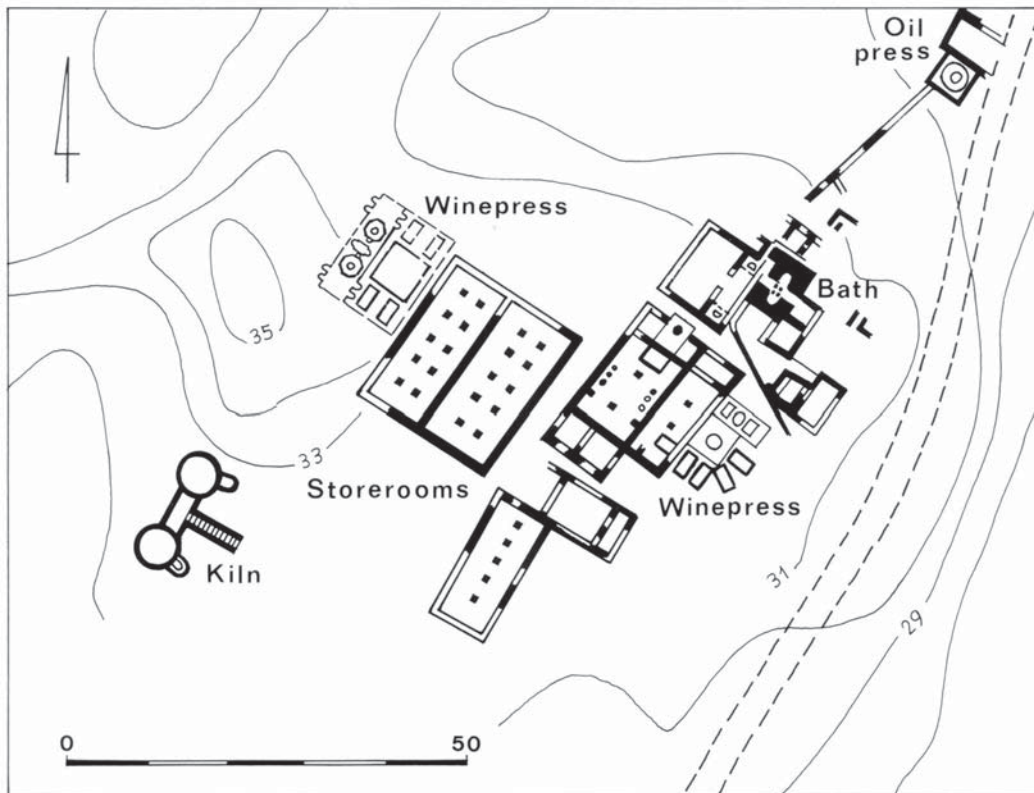 Oil
press
Winepress
Bath
35
33
Storerooms
Winepress
Kiln
31
29
0
50